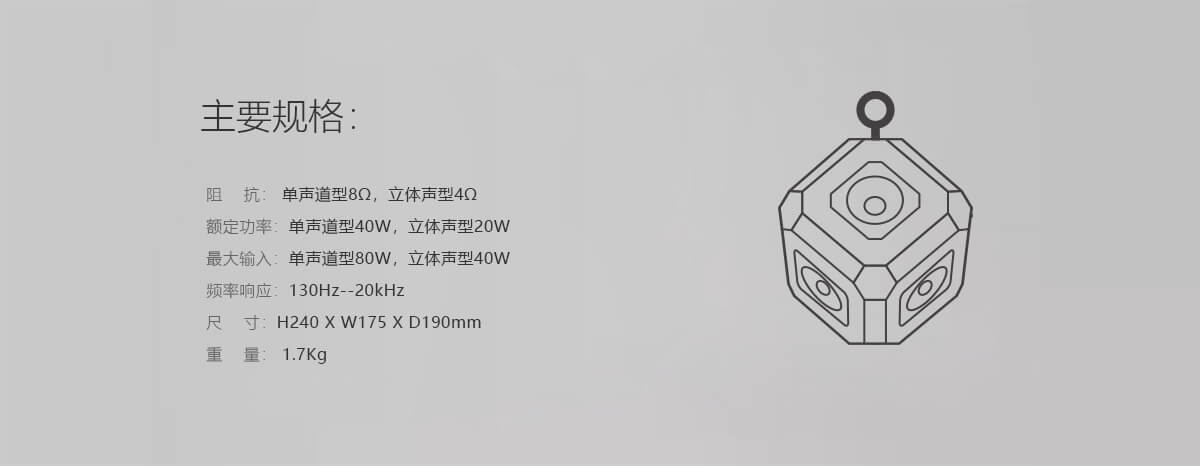 主要规格：
阻 抗： 单声道型8Ω，立体声型4Ω
额定功率：单声道型40W，立体声型20W
最大输入：单声道型80W，立体声型40W
频率响应：130Hz--20kHz
尺 寸：H240 X W175 X D190mm
重 量： 1.7Kg